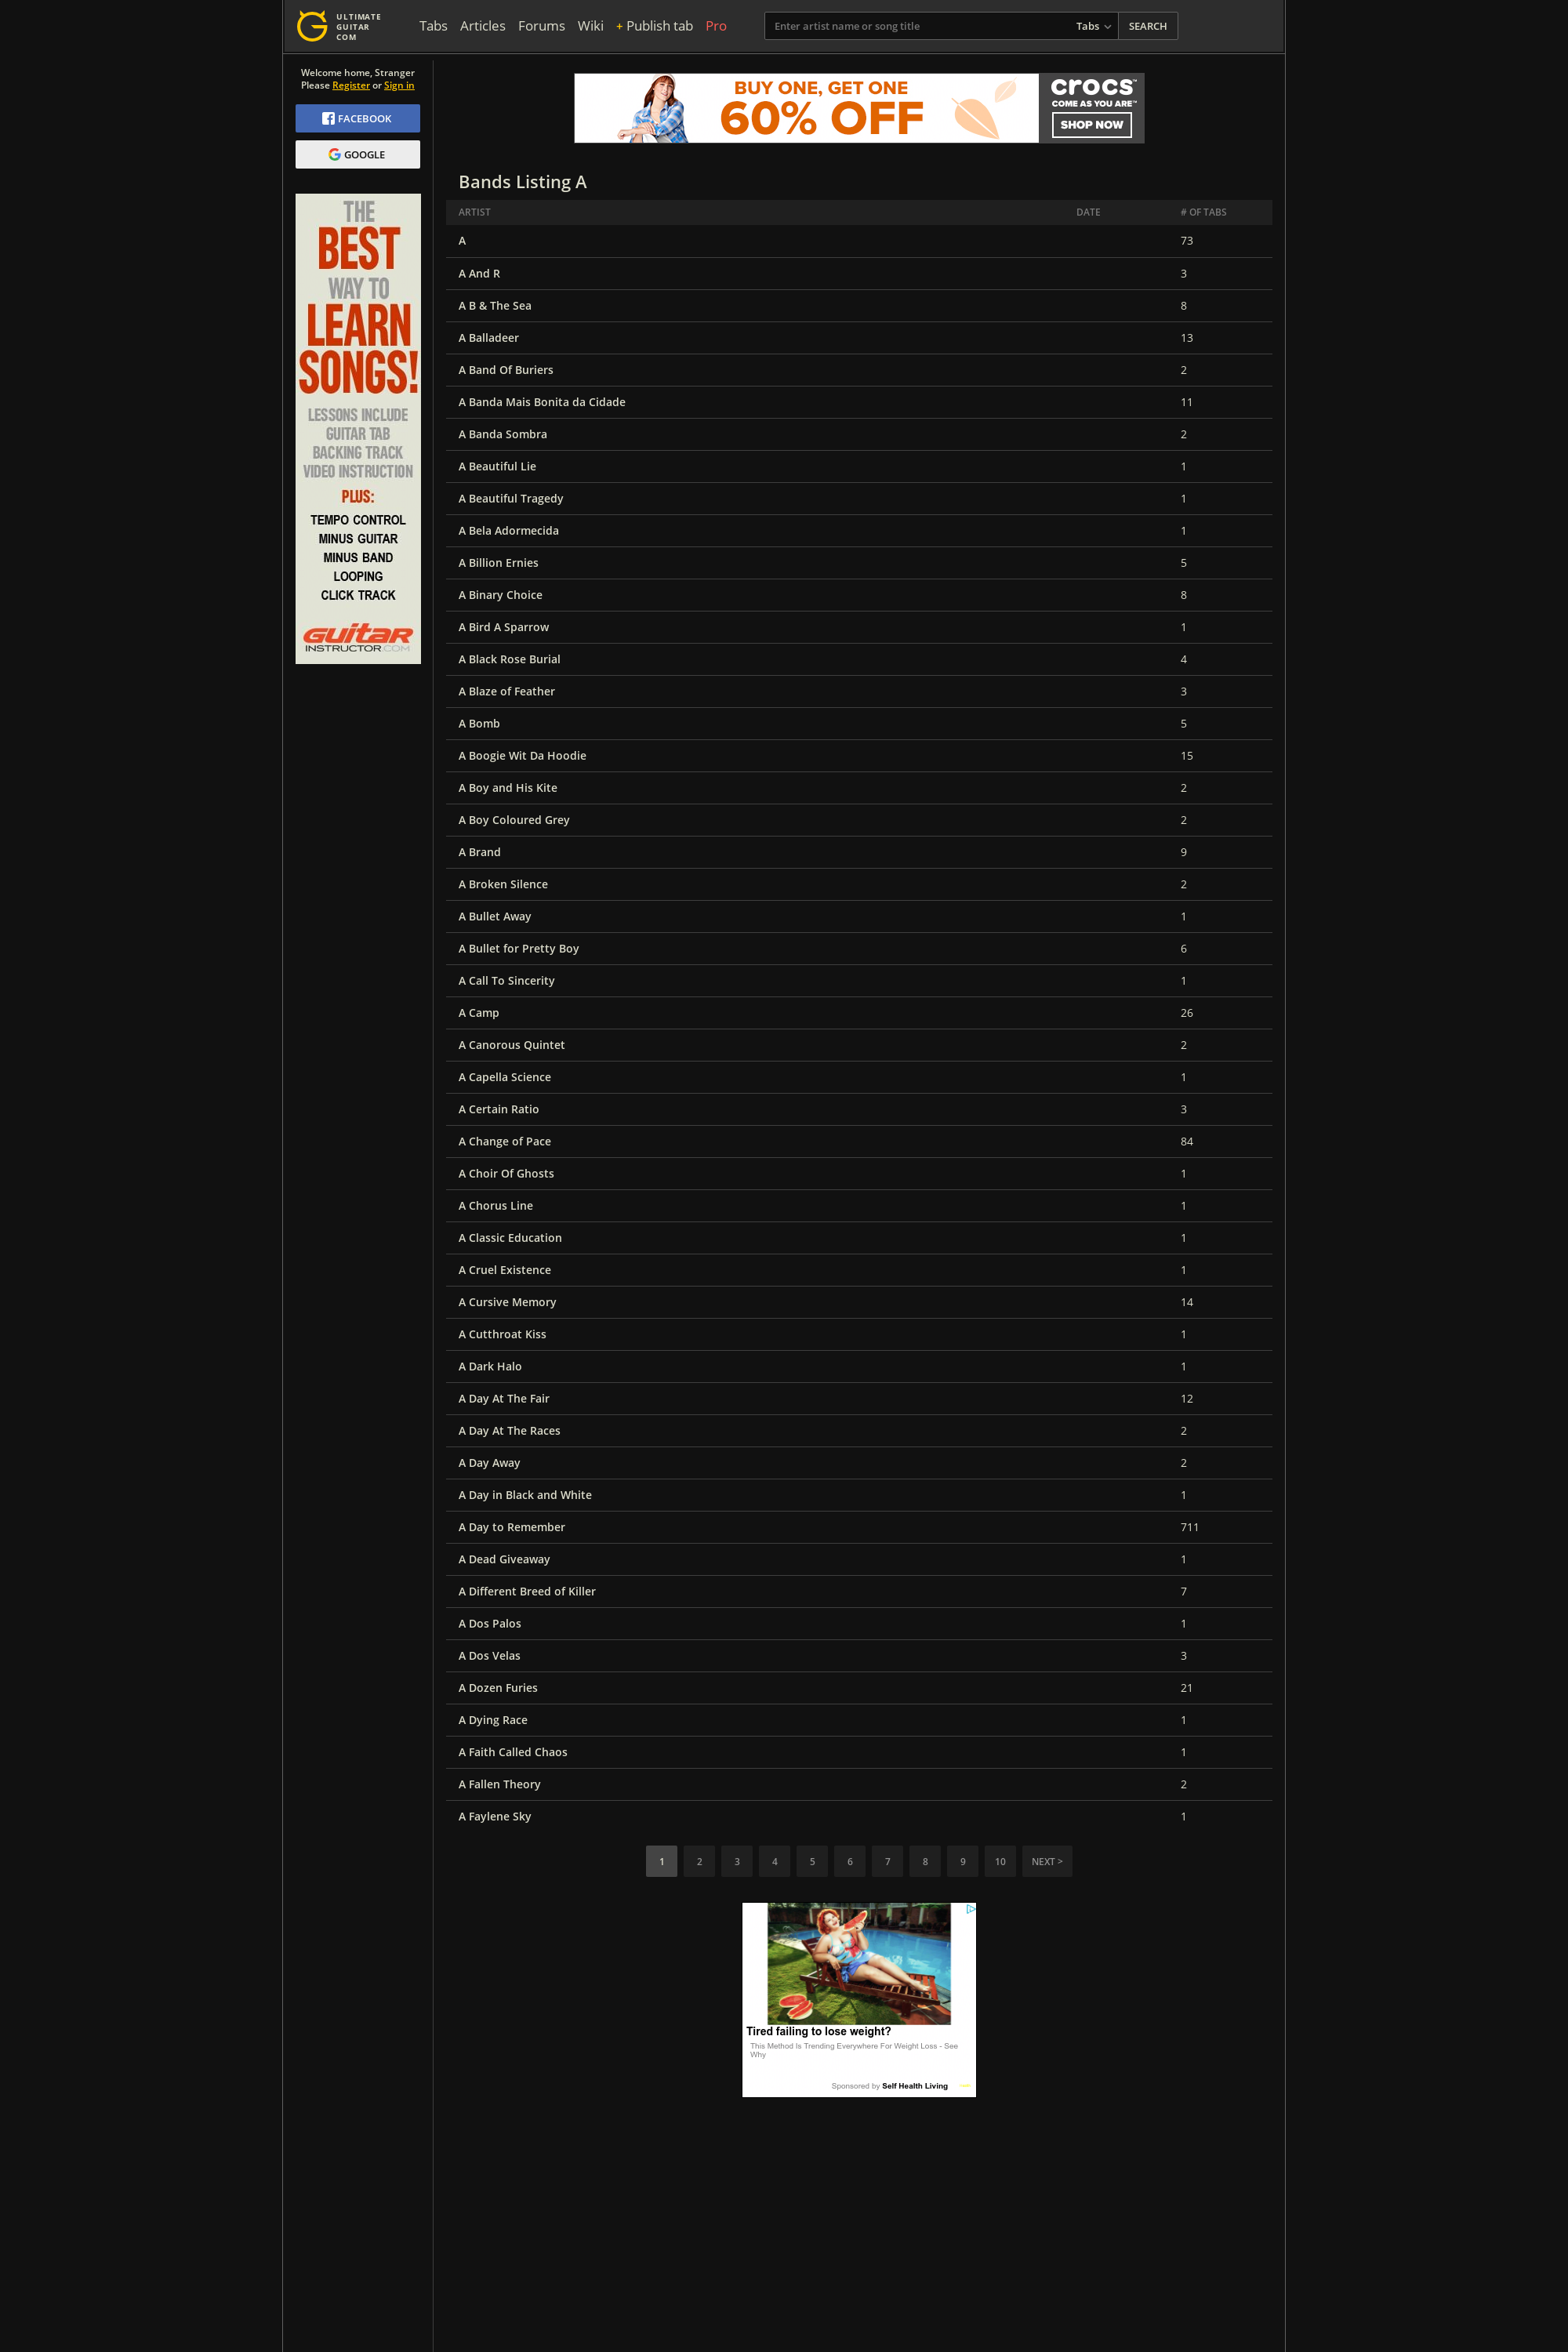 ULTIMATE
GUITAR
COM
Tabs Articles Forums Wiki + Publish tab Pro
Enter artist name or song title Tabs SEARCH
Welcome home, Stranger
Please Register or Sign in
FACEBOOK
GOOGLE
THE
BEST
WAY TO
LEARN
SONGS!
LESSONS INCLUDE
GUITAR TAB
BACKING TRACK
VIDEO INSTRUCTION
PLUS:
TEMPO CONTROL
MINUS GUITAR
MINUS BAND
LOOPING
CLICK TRACK
GUITAR
INSTRUCTOR.COM
BUY ONE, GET ONE
60% OFF
crocs™
COME AS YOU ARE™
SHOP NOW
Bands Listing A
ARTIST DATE # OF TABS
A 73
A And R 3
A B & The Sea 8
A Balladeer 13
A Band Of Buriers 2
A Banda Mais Bonita da Cidade 11
A Banda Sombra 2
A Beautiful Lie 1
A Beautiful Tragedy 1
A Bela Adormecida 1
A Billion Ernies 5
A Binary Choice 8
A Bird A Sparrow 1
A Black Rose Burial 4
A Blaze of Feather 3
A Bomb 5
A Boogie Wit Da Hoodie 15
A Boy and His Kite 2
A Boy Coloured Grey 2
A Brand 9
A Broken Silence 2
A Bullet Away 1
A Bullet for Pretty Boy 6
A Call To Sincerity 1
A Camp 26
A Canorous Quintet 2
A Capella Science 1
A Certain Ratio 3
A Change of Pace 84
A Choir Of Ghosts 1
A Chorus Line 1
A Classic Education 1
A Cruel Existence 1
A Cursive Memory 14
A Cutthroat Kiss 1
A Dark Halo 1
A Day At The Fair 12
A Day At The Races 2
A Day Away 2
A Day in Black and White 1
A Day to Remember 711
A Dead Giveaway 1
A Different Breed of Killer 7
A Dos Palos 1
A Dos Velas 3
A Dozen Furies 21
A Dying Race 1
A Faith Called Chaos 1
A Fallen Theory 2
A Faylene Sky 1
1 2 3 4 5 6 7 8 9 10 NEXT >
Tired failing to lose weight?
This Method Is Trending Everywhere For Weight Loss - See
Why
Sponsored by Self Health Living